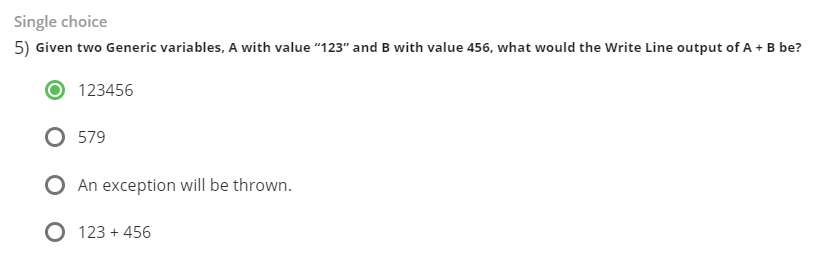 Single choice
5) Given two Generic variables, A with value “123” and B with value 456, what would the Write Line output of A + B be?
123456
579
An exception will be thrown.
123 + 456